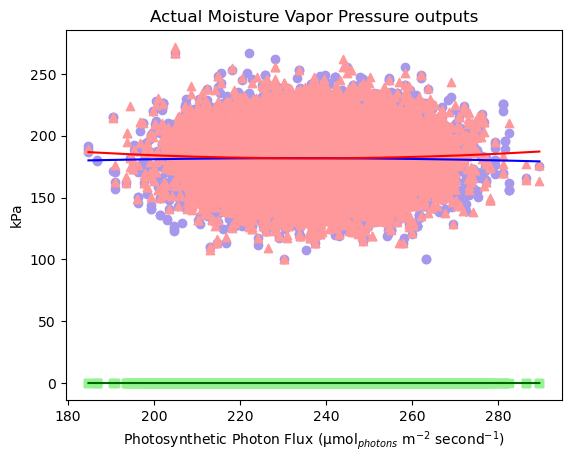 Actual Moisture Vapor Pressure outputs
kPa
250
200
150
100
50
0
180 200 220 240 260 280
Photosynthetic Photon Flux (μmol_photons m⁻² second⁻¹)